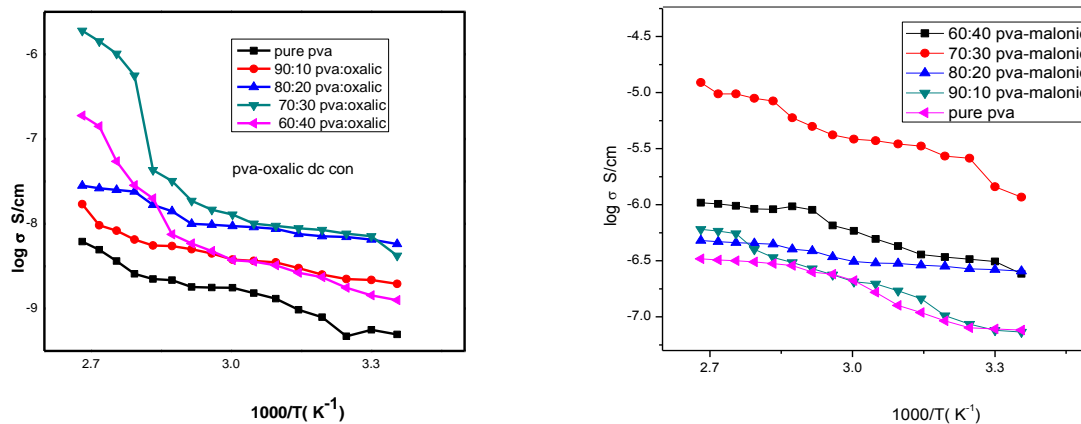 pure pva
90:10 pva:oxalic
80:20 pva:oxalic
70:30 pva:oxalic
60:40 pva:oxalic
pva-oxalic dc con
log σ S/cm
-6
-7
-8
-9
2.7 3.0 3.3
1000/T( K⁻¹)
60:40 pva-malonic
70:30 pva-malonic
80:20 pva-malonic
90:10 pva-malonic
pure pva
log σ S/cm
-4.5
-5.0
-5.5
-6.0
-6.5
-7.0
2.7 3.0 3.3
1000/T( K⁻¹)